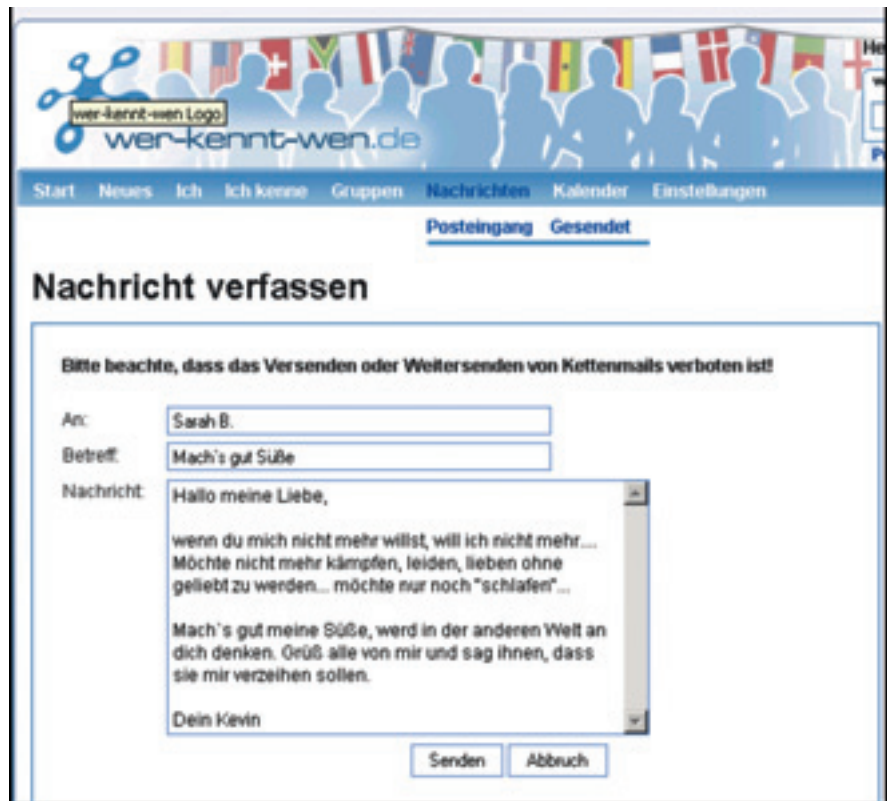 He
wer-kennt-wen Logo
wer-kennt-wen.de
Start Neues Ich Ich kenne Gruppen Nachrichten Kalender Einstellungen
Posteingang Gesendet
Nachricht verfassen
Bitte beachte, dass das Versenden oder Weitersenden von Kettenmails verboten ist!
An: Sarah B.
Betreff: Mach`s gut Süße
Nachricht: Hallo meine Liebe,
wenn du mich nicht mehr willst, will ich nicht mehr....
Möchte nicht mehr kämpfen, leiden, lieben ohne
geliebt zu werden... möchte nur noch "schlafen"...
Mach`s gut meine Süße, werd in der anderen Welt an
dich denken. Grüß alle von mir und sag ihnen, dass
sie mir verzeihen sollen.
Dein Kevin
Senden Abbruch